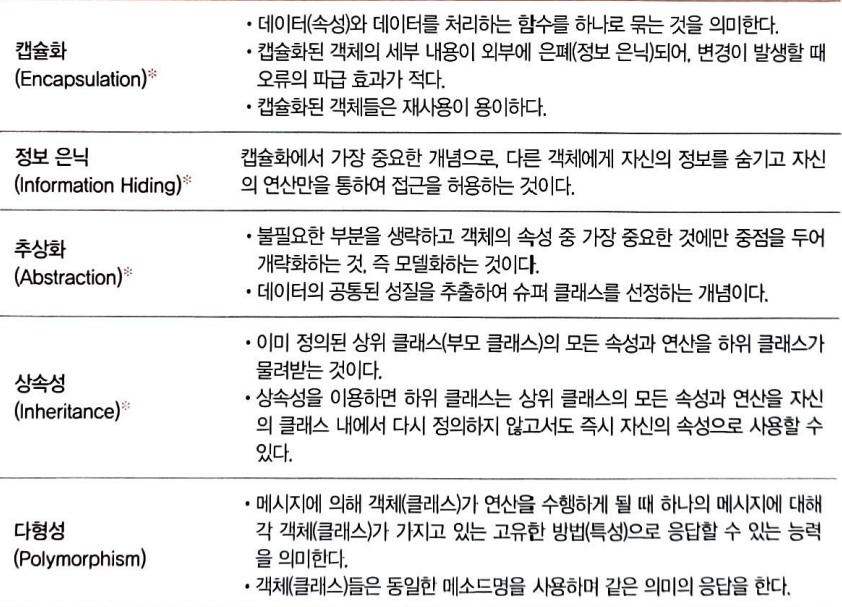 캡슐화
(Encapsulation)※
• 데이터(속성)와 데이터를 처리하는 함수를 하나로 묶는 것을 의미한다.
• 캡슐화된 객체의 세부 내용이 외부에 은폐(정보 은닉)되어, 변경이 발생할 때
오류의 파급 효과가 적다.
• 캡슐화된 객체들은 재사용이 용이하다.
정보 은닉
(Information Hiding)※
캡슐화에서 가장 중요한 개념으로, 다른 객체에게 자신의 정보를 숨기고 자신
의 연산만을 통하여 접근을 허용하는 것이다.
추상화
(Abstraction)※
• 불필요한 부분을 생략하고 객체의 속성 중 가장 중요한 것에만 중점을 두어
개략화하는 것, 즉 모델화하는 것이다.
• 데이터의 공통된 성질을 추출하여 슈퍼 클래스를 선정하는 개념이다.
상속성
(Inheritance)※
• 이미 정의된 상위 클래스(부모 클래스)의 모든 속성과 연산을 하위 클래스가
물려받는 것이다.
• 상속성을 이용하면 하위 클래스는 상위 클래스의 모든 속성과 연산을 자신
의 클래스 내에서 다시 정의하지 않고서도 즉시 자신의 속성으로 사용할 수
있다.
다형성
(Polymorphism)
• 메시지에 의해 객체(클래스)가 연산을 수행하게 될 때 하나의 메시지에 대해
각 객체(클래스)가 가지고 있는 고유한 방법(특성)으로 응답할 수 있는 능력
을 의미한다.
• 객체(클래스)들은 동일한 메소드명을 사용하며 같은 의미의 응답을 한다.